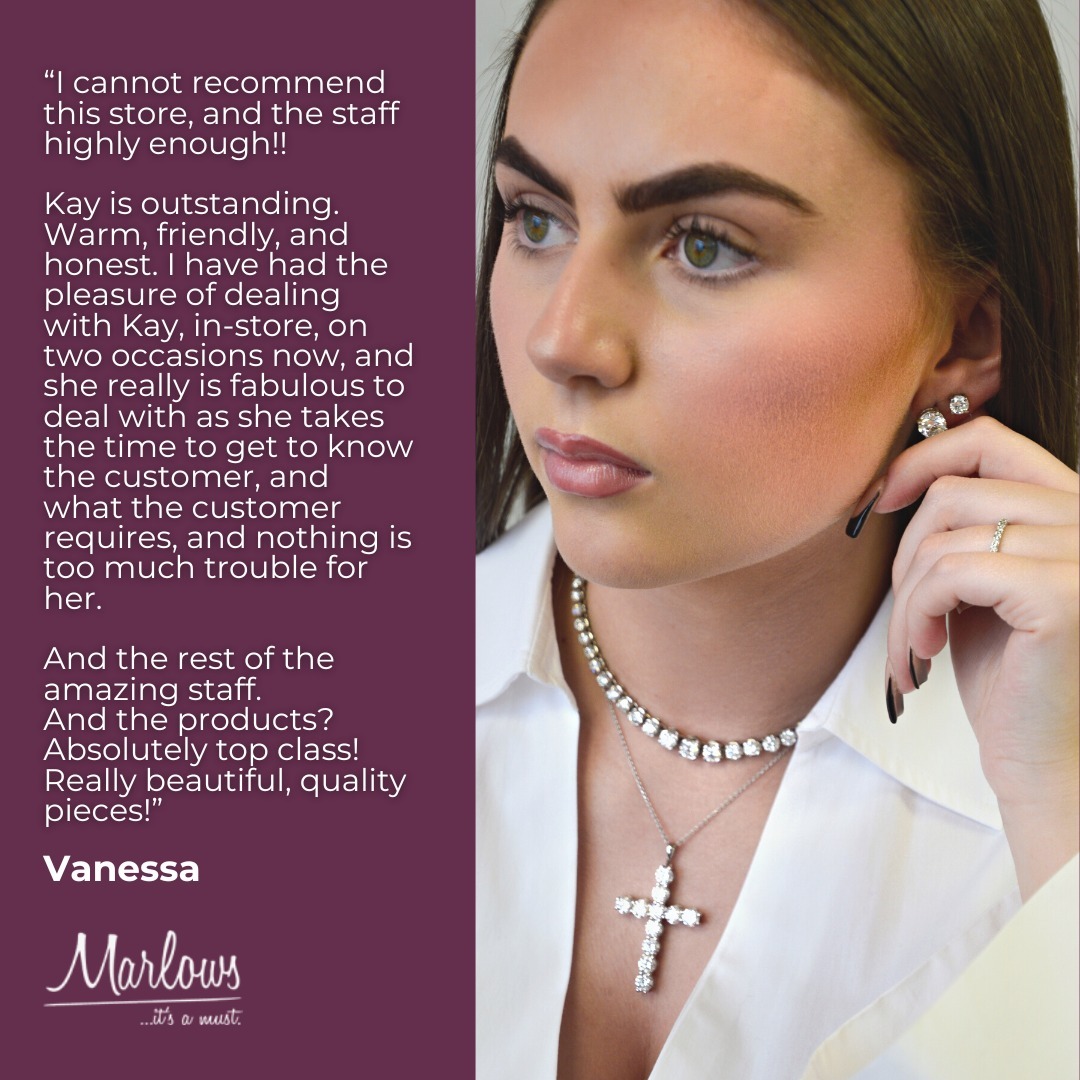 “I cannot recommend
this store, and the staff
highly enough!!
Kay is outstanding.
Warm, friendly, and
honest. I have had the
pleasure of dealing
with Kay, in-store, on
two occasions now, and
she really is fabulous to
deal with as she takes
the time to get to know
the customer, and
what the customer
requires, and nothing is
too much trouble for
her.
And the rest of the
amazing staff.
And the products?
Absolutely top class!
Really beautiful, quality
pieces!”
Vanessa
Marlows
...it's a must.